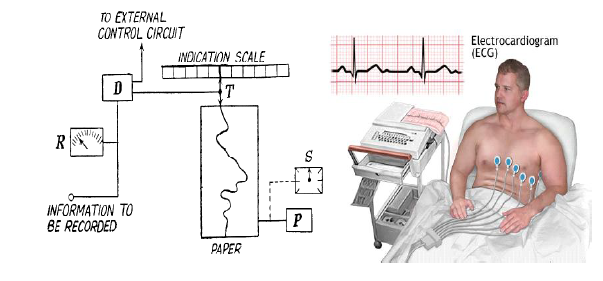 TO EXTERNAL
CONTROL CIRCUIT
INDICATION SCALE
D
T
R
S
INFORMATION TO
BE RECORDED
P
PAPER
Electrocardiogram
(ECG)